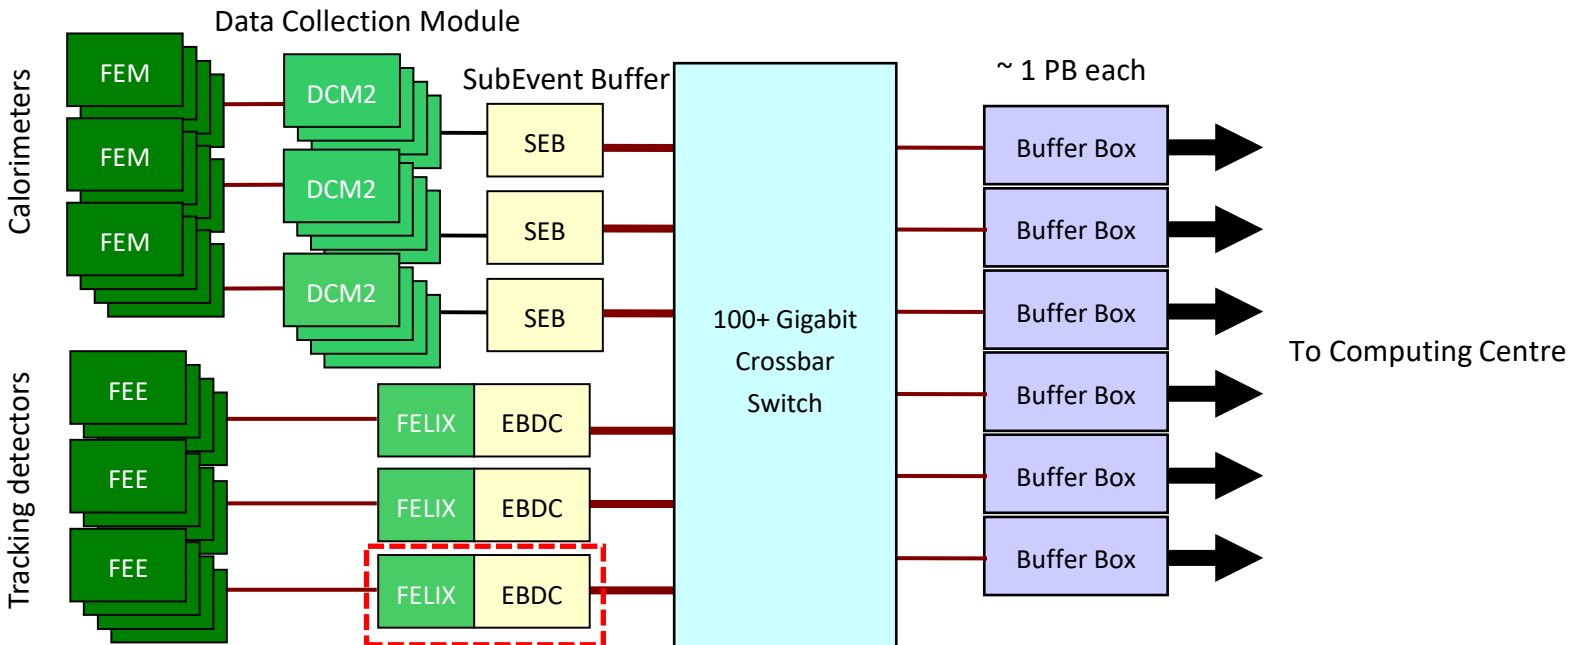 Data Collection Module
Calorimeters
FEM
FEM
FEM
DCM2
DCM2
DCM2
SubEvent Buffer
SEB
SEB
SEB
Tracking detectors
FEE
FEE
FEE
FELIX
EBDC
FELIX
EBDC
FELIX
EBDC
100+ Gigabit
Crossbar
Switch
~ 1 PB each
Buffer Box
Buffer Box
Buffer Box
Buffer Box
Buffer Box
Buffer Box
To Computing Centre